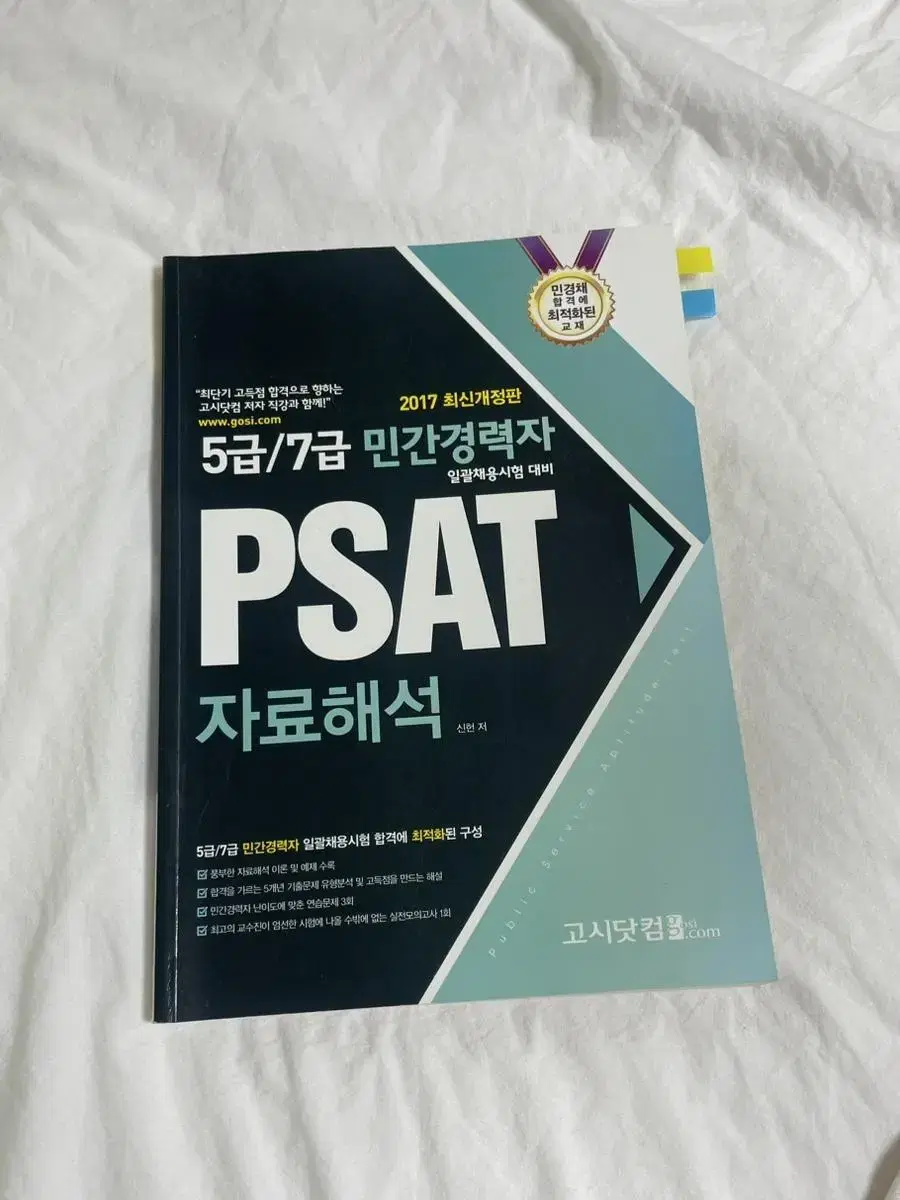 민경채
합격에
최적화된
교재
"최단기 고득점 합격으로 향하는
고시닷컴 저자 직강과 함께!"
www.gosi.com
2017 최신개정판
5급/7급 민간경력자
일괄채용시험 대비
PSAT
자료해석
신헌 저
Public Service Aptitude Test
5급/7급 민간경력자 일괄채용시험 합격에 최적화된 구성
풍부한 자료해석 이론 및 예제 수록
합격을 가르는 5개년 기출문제 유형분석 및 고득점을 만드는 해설
민간경력자 난이도에 맞춘 연습문제 3회
최고의 교수진이 엄선한 시험에 나올 수밖에 없는 실전모의고사 1회
고시닷컴 gosi.com